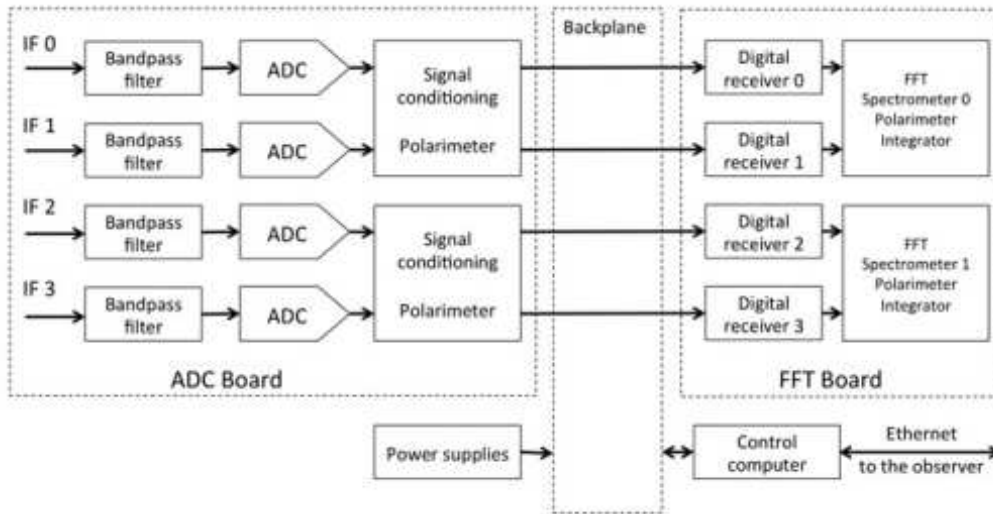 IF 0
Bandpass
filter
ADC
Signal
conditioning
Polarimeter
IF 1
Bandpass
filter
ADC
IF 2
Bandpass
filter
ADC
Signal
conditioning
Polarimeter
IF 3
Bandpass
filter
ADC
ADC Board
Backplane
Digital
receiver 0
Digital
receiver 1
FFT
Spectrometer 0
Polarimeter
Integrator
Digital
receiver 2
Digital
receiver 3
FFT
Spectrometer 1
Polarimeter
Integrator
FFT Board
Power supplies
Control
computer
Ethernet
to the observer